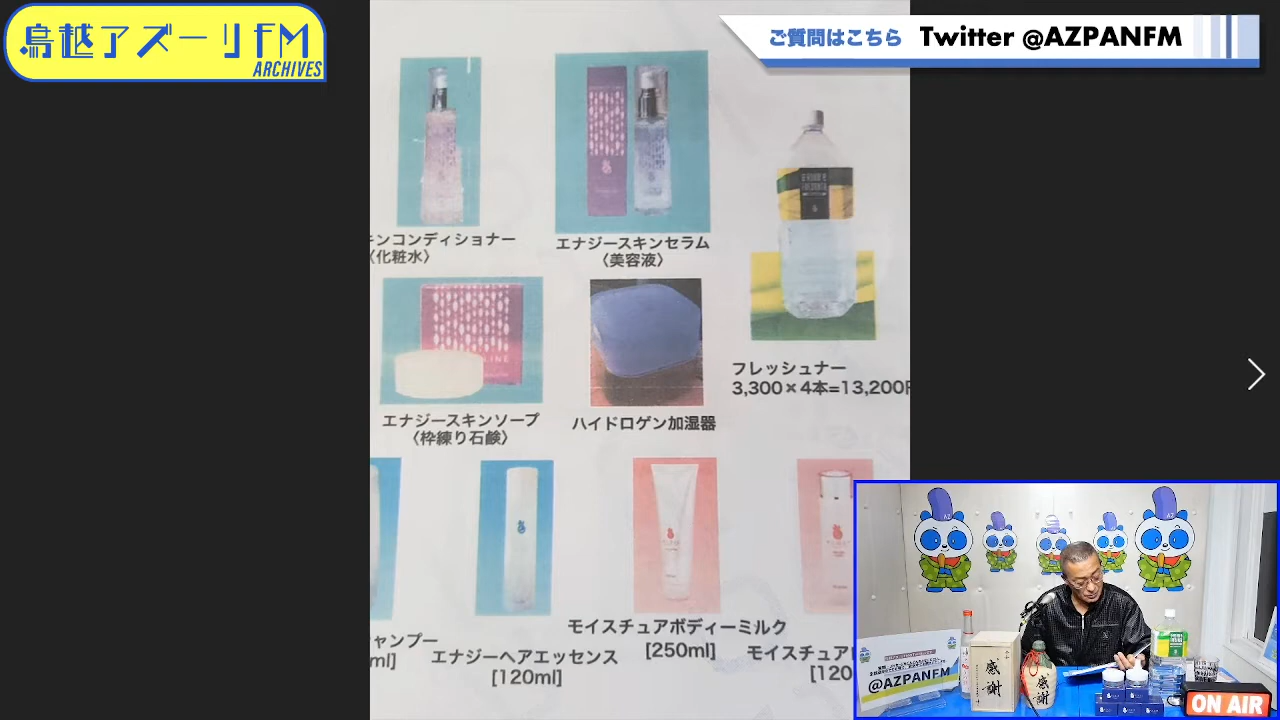 鳥越アズーリFM
ARCHIVES
ご質問はこちら Twitter @AZPANFM
キンコンディショナー
〈化粧水〉
エナジースキンセラム
〈美容液〉
フレッシュナー
3,300×4本=13,200円
エナジースキンソープ
〈枠練り石鹸〉
ハイドロゲン加湿器
ャンプー
ml]
エナジーヘアエッセンス
[120ml]
モイスチュアボディーミルク
[250ml]
モイスチュア
[120
@AZPANFM
感謝
感謝
ON AIR